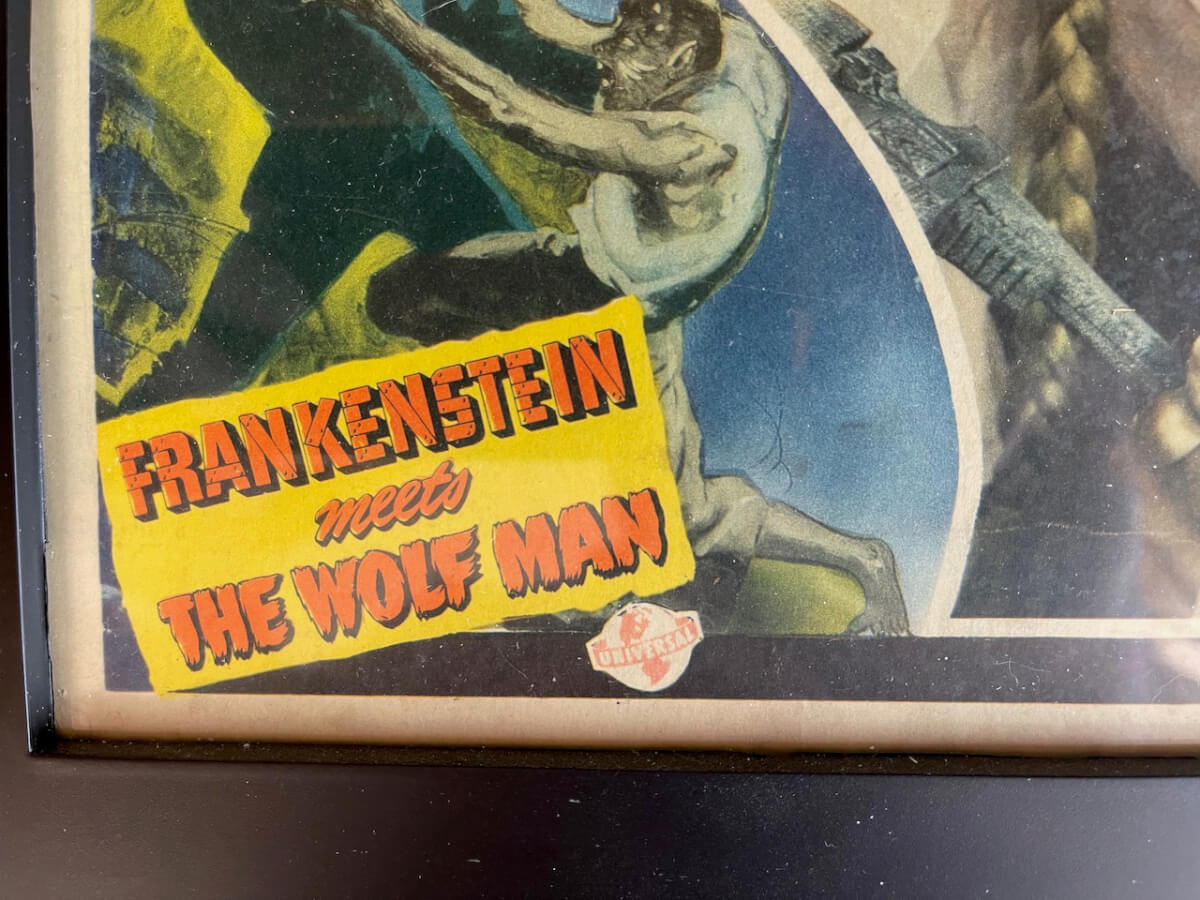 FRANKENSTEIN
meets
THE WOLF MAN
UNIVERSAL